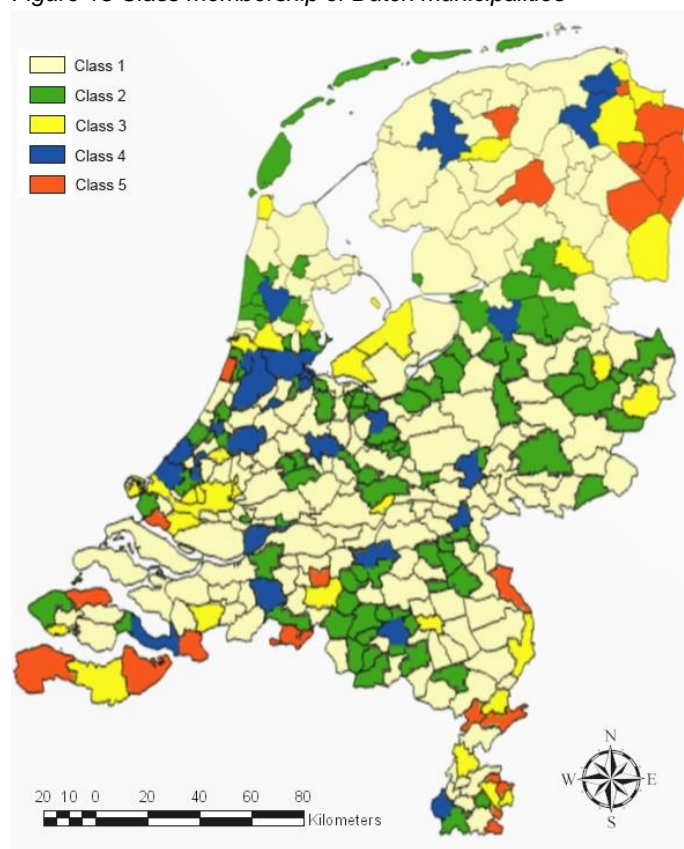 Figure 18 Class membership of Dutch municipalities
Class 1
Class 2
Class 3
Class 4
Class 5
N
W E
S
20 10 0 20 40 60 80
Kilometers